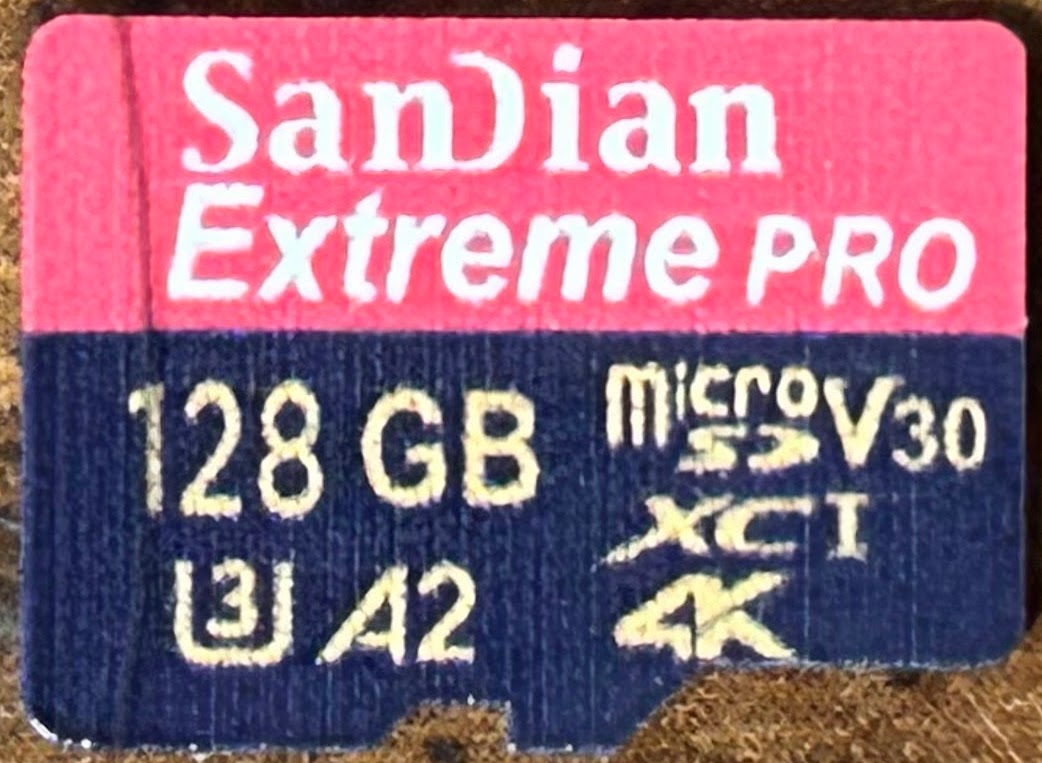 SanDian
Extreme PRO
128 GB
micro
SD
V30
XC I
U3 A2
4K